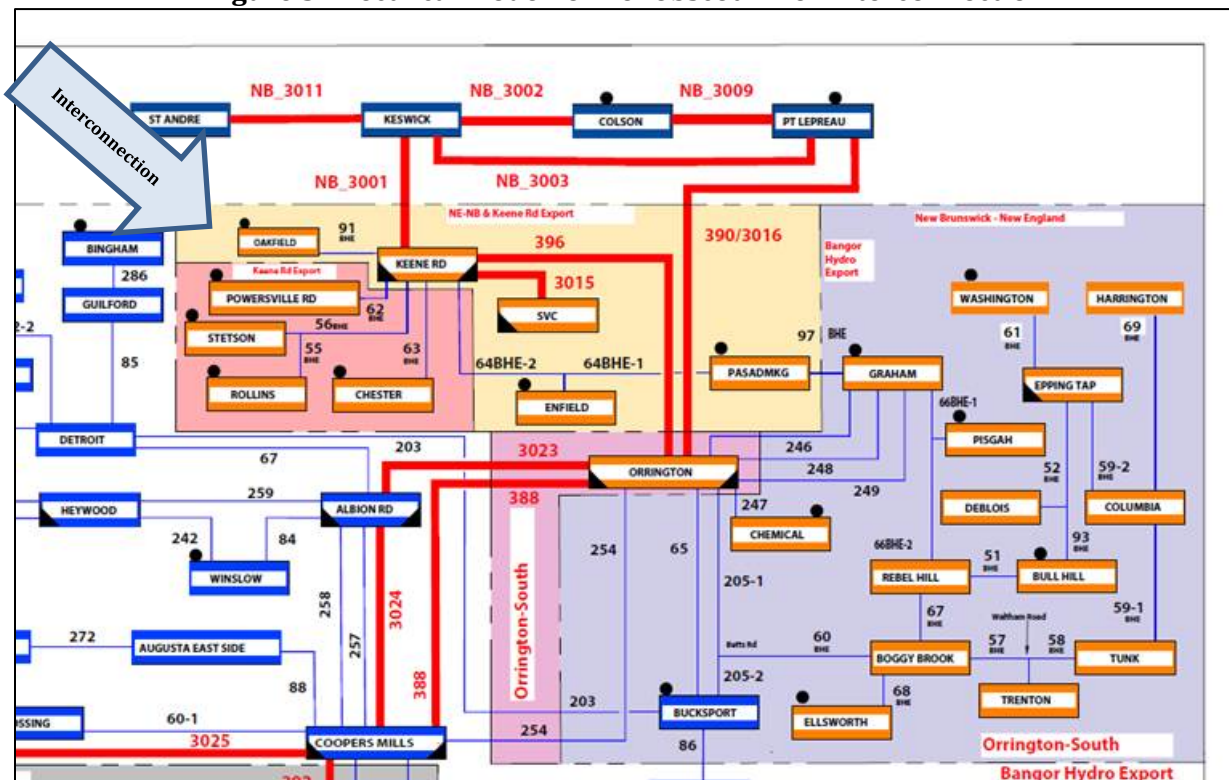 Interconnection
NB_3011
NB_3002
NB_3009
ST ANDRE
KESWICK
COLSON
PT LEPREAU
NB_3001
NB_3003
NE-NB & Keene Rd Export
New Brunswick - New England
BINGHAM
OAKFIELD
91
BHE
396
390/3016
Bangor
Hydro
Export
KEENE RD
Keene Rd Export
286
3015
GUILFORD
POWERSVILLE RD
62
BHE
WASHINGTON
HARRINGTON
SVC
2-2
STETSON
56BHE
61
BHE
69
BHE
97
BHE
85
55
BHE
63
BHE
64BHE-2
64BHE-1
PASADMKG
GRAHAM
EPPING TAP
ROLLINS
CHESTER
ENFIELD
66BHE-1
DETROIT
203
PISGAH
67
3023
246
ORRINGTON
248
52
BHE
59-2
BHE
259
388
249
HEYWOOD
ALBION RD
247
DEBLOIS
COLUMBIA
242
84
CHEMICAL
254
65
66BHE-2
93
BHE
51
BHE
WINSLOW
205-1
REBEL HILL
BULL HILL
258
257
3024
Orrington-South
67
BHE
Waltham Road
59-1
BHE
272
AUGUSTA EAST SIDE
Betts Rd
60
BHE
57
BHE
58
BHE
BOGGY BROOK
TUNK
88
388
205-2
68
BHE
TRENTON
203
BUCKSPORT
ELLSWORTH
OSSING
60-1
254
3025
COOPERS MILLS
86
Orrington-South
Bangor Hydro Export